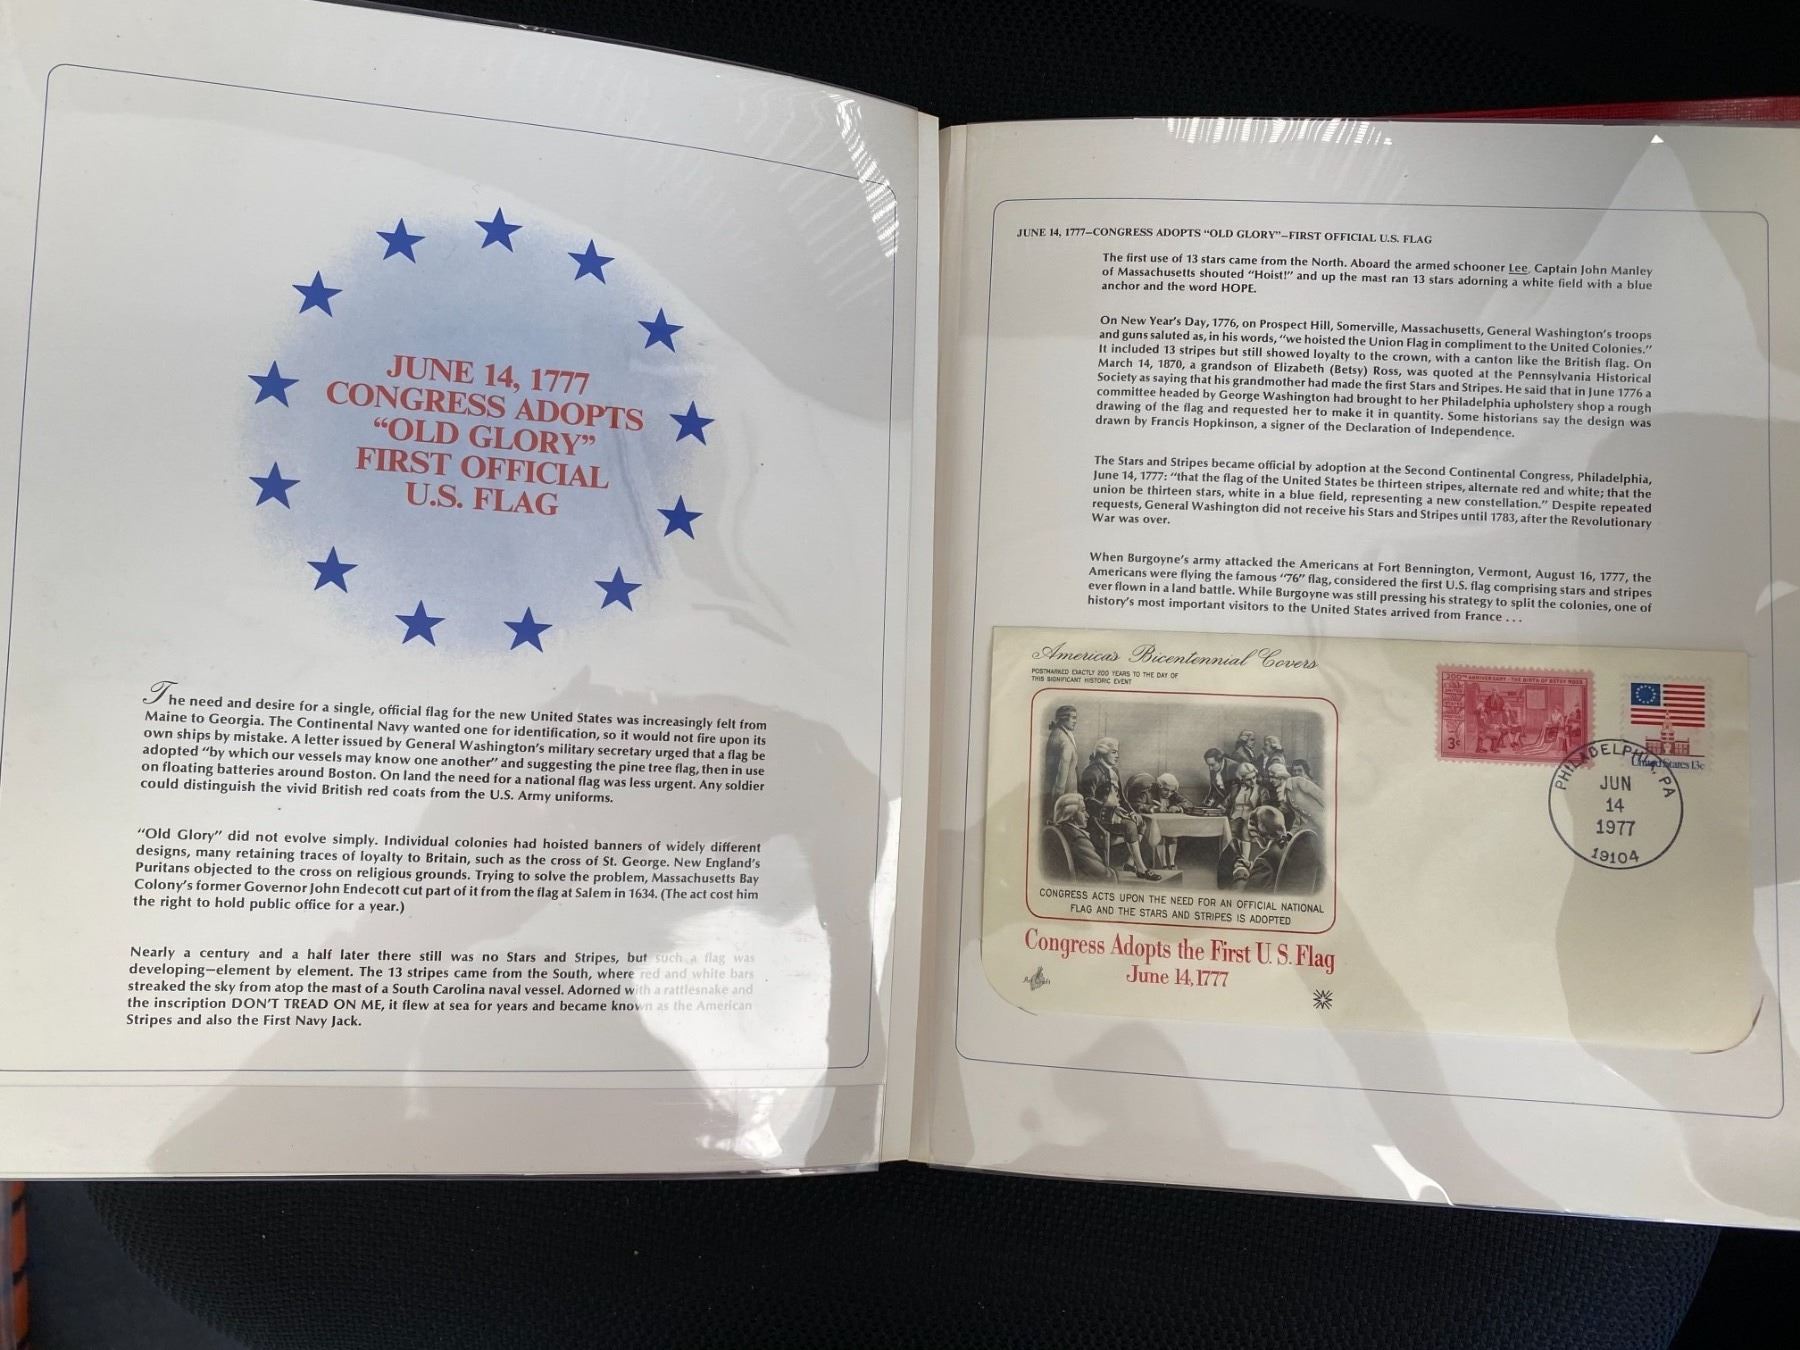 JUNE 14, 1777
CONGRESS ADOPTS
“OLD GLORY”
FIRST OFFICIAL
U.S. FLAG
The need and desire for a single, official flag for the new United States was increasingly felt from
Maine to Georgia. The Continental Navy wanted one for identification, so it would not fire upon its
own ships by mistake. A letter issued by General Washington's military secretary urged that a flag be
adopted “by which our vessels may know one another” and suggesting the pine tree flag, then in use
on floating batteries around Boston. On land the need for a national flag was less urgent. Any soldier
could distinguish the vivid British red coats from the U.S. Army uniforms.
“Old Glory” did not evolve simply. Individual colonies had hoisted banners of widely different
designs, many retaining traces of loyalty to Britain, such as the cross of St. George. New England's
Puritans objected to the cross on religious grounds. Trying to solve the problem, Massachusetts Bay
Colony's former Governor John Endecott cut part of it from the flag at Salem in 1634. (The act cost him
the right to hold public office for a year.)
Nearly a century and a half later there still was no Stars and Stripes, but such a flag was
developing—element by element. The 13 stripes came from the South, where red and white bars
streaked the sky from atop the mast of a South Carolina naval vessel. Adorned with a rattlesnake and
the inscription DON'T TREAD ON ME, it flew at sea for years and became known as the American
Stripes and also the First Navy Jack.
JUNE 14, 1777—CONGRESS ADOPTS “OLD GLORY”—FIRST OFFICIAL U.S. FLAG
The first use of 13 stars came from the North. Aboard the armed schooner Lee, Captain John Manley
of Massachusetts shouted “Hoist!” and up the mast ran 13 stars adorning a white field with a blue
anchor and the word HOPE.
On New Year's Day, 1776, on Prospect Hill, Somerville, Massachusetts, General Washington's troops
and guns saluted as, in his words, “we hoisted the Union Flag in compliment to the United Colonies.”
It included 13 stripes but still showed loyalty to the crown, with a canton like the British flag. On
March 14, 1870, a grandson of Elizabeth (Betsy) Ross, was quoted at the Pennsylvania Historical
Society as saying that his grandmother had made the first Stars and Stripes. He said that in June 1776 a
committee headed by George Washington had brought to her Philadelphia upholstery shop a rough
drawing of the flag and requested her to make it in quantity. Some historians say the design was
drawn by Francis Hopkinson, a signer of the Declaration of Independence.
The Stars and Stripes became official by adoption at the Second Continental Congress, Philadelphia,
June 14, 1777: “that the flag of the United States be thirteen stripes, alternate red and white; that the
union be thirteen stars, white in a blue field, representing a new constellation.” Despite repeated
requests, General Washington did not receive his Stars and Stripes until 1783, after the Revolutionary
War was over.
When Burgoyne's army attacked the Americans at Fort Bennington, Vermont, August 16, 1777, the
Americans were flying the famous “76” flag, considered the first U.S. flag comprising stars and stripes
ever flown in a land battle. While Burgoyne was still pressing his strategy to split the colonies, one of
history's most important visitors to the United States arrived from France . . .
America's Bicentennial Covers
POSTMARKED EXACTLY 200 YEARS TO THE DAY OF
THIS SIGNIFICANT HISTORIC EVENT
CONGRESS ACTS UPON THE NEED FOR AN OFFICIAL NATIONAL
FLAG AND THE STARS AND STRIPES IS ADOPTED
Congress Adopts the First U.S. Flag
June 14, 1777
200TH ANNIVERSARY · THE BIRTH OF BETSY ROSS
3¢
United States 13c
PHILADELPHIA, PA
JUN
14
1977
19104